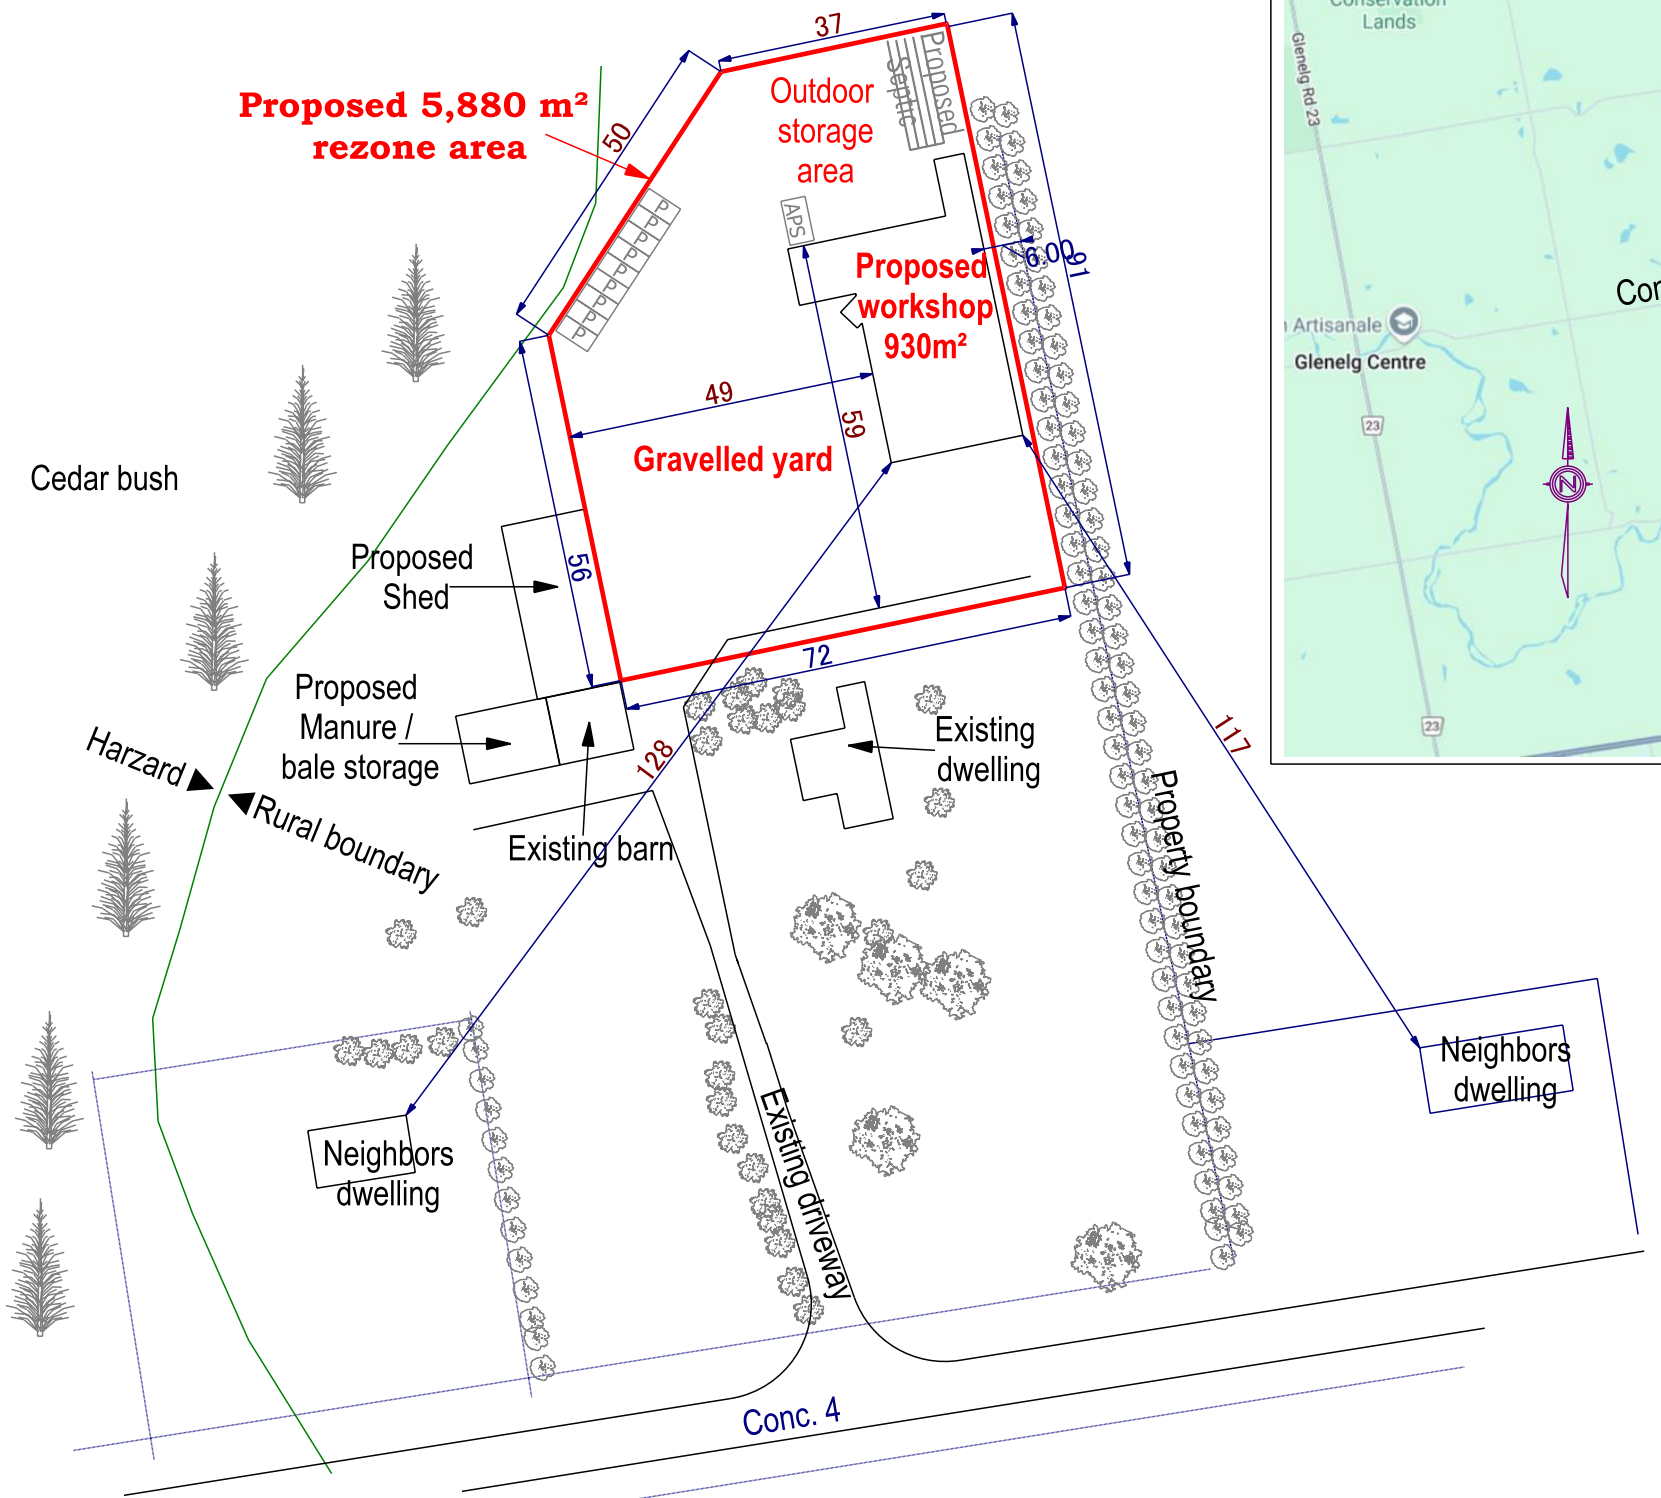 37
Proposed 5,880 m²
rezone area
50
Outdoor
storage
area
Proposed
Septic
APS
P
P
P
P
P
P
P
Proposed
workshop
930m²
6.00
91
49
59
Gravelled yard
56
72
Cedar bush
Proposed
Shed
Proposed
Manure /
bale storage
Existing barn
Existing
dwelling
128
117
Harzard
Rural boundary
Property boundary
Neighbors
dwelling
Neighbors
dwelling
Existing driveway
Conc. 4
Conservation
Lands
Glenelg Rd 23
Artisanale
Glenelg Centre
23
23
N